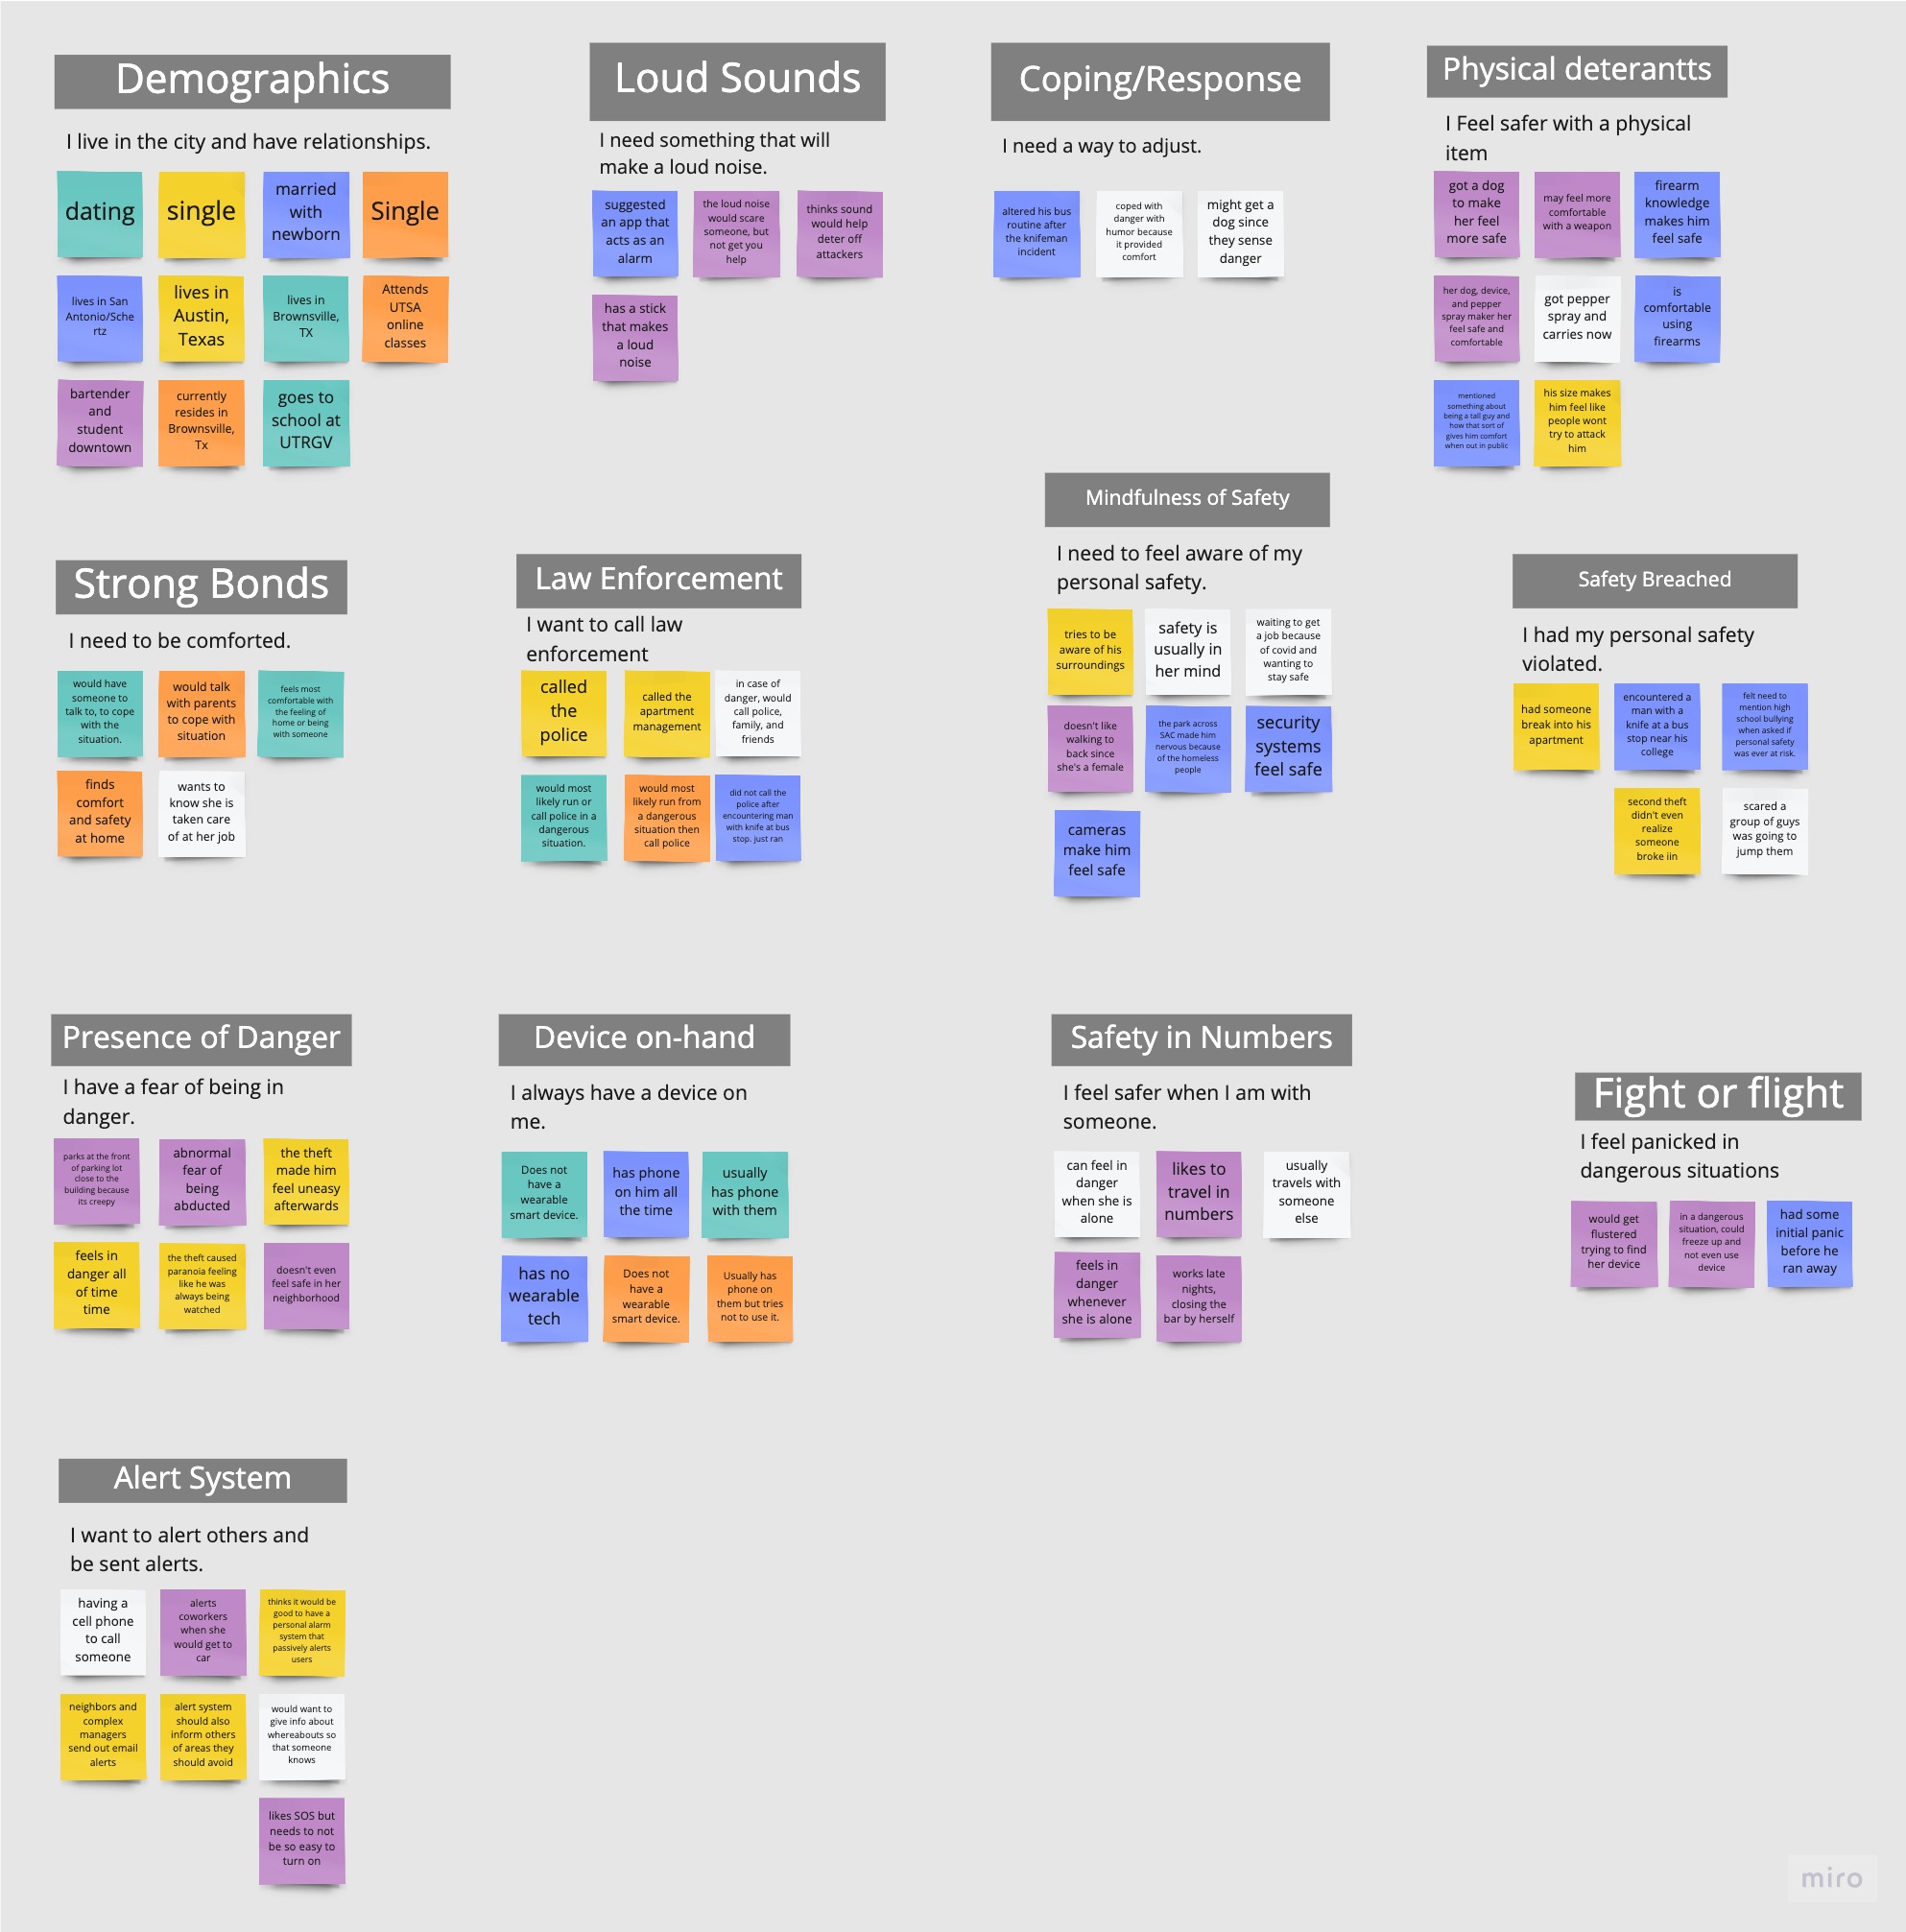 Demographics
I live in the city and have relationships.
dating
single
married
with
newborn
Single
lives in San
Antonio/Sche
rtz
lives in
Austin,
Texas
lives in
Brownsville,
TX
Attends
UTSA
online
classes
bartender
and
student
downtown
currently
resides in
Brownsville,
Tx
goes to
school at
UTRGV
Loud Sounds
I need something that will
make a loud noise.
suggested
an app that
acts as an
alarm
the loud noise
would scare
someone, but
not get you
help
thinks sound
would help
deter off
attackers
has a stick
that makes
a loud
noise
Coping/Response
I need a way to adjust.
altered his bus
routine after
the knifeman
incident
coped with
danger with
humor because
it provided
comfort
might get a
dog since
they sense
danger
Physical deterantts
I Feel safer with a physical
item
got a dog
to make
her feel
more safe
may feel more
comfortable
with a weapon
firearm
knowledge
makes him
feel safe
her dog, device,
and pepper
spray maker her
feel safe and
comfortable
got pepper
spray and
carries now
is
comfortable
using
firearms
mentioned
something about
being a tall guy and
how that sort of
gives him comfort
when out in public
his size makes
him feel like
people wont
try to attack
him
Strong Bonds
I need to be comforted.
would have
someone to
talk to, to cope
with the
situation.
would talk
with parents
to cope with
situation
feels most
comfortable with
the feeling of
home or being
with someone
finds
comfort
and safety
at home
wants to
know she is
taken care
of at her job
Law Enforcement
I want to call law
enforcement
called
the
police
called the
apartment
management
in case of
danger, would
call police,
family, and
friends
would most
likely run or
call police in a
dangerous
situation.
would most
likely run from
a dangerous
situation then
call police
did not call the
police after
encountering man
with knife at bus
stop. just ran
Mindfulness of Safety
I need to feel aware of my
personal safety.
tries to be
aware of his
surroundings
safety is
usually in
her mind
waiting to get
a job because
of covid and
wanting to
stay safe
doesn't like
walking to
back since
she's a female
the park across
SAC made him
nervous because
of the homeless
people
security
systems
feel safe
cameras
make him
feel safe
Safety Breached
I had my personal safety
violated.
had someone
break into his
apartment
encountered a
man with a
knife at a bus
stop near his
college
felt need to
mention high
school bullying
when asked if
personal safety
was ever at risk.
second theft
didn't even
realize
someone
broke iin
scared a
group of guys
was going to
jump them
Presence of Danger
I have a fear of being in
danger.
parks at the front
of parking lot
close to the
building because
its creepy
abnormal
fear of
being
abducted
the theft
made him
feel uneasy
afterwards
feels in
danger all
of time
time
the theft caused
paranoia feeling
like he was
always being
watched
doesn't even
feel safe in her
neighborhood
Device on-hand
I always have a device on
me.
Does not
have a
wearable
smart device.
has phone
on him all
the time
usually
has phone
with them
has no
wearable
tech
Does not
have a
wearable
smart device.
Usually has
phone on
them but tries
not to use it.
Safety in Numbers
I feel safer when I am with
someone.
can feel in
danger
when she is
alone
likes to
travel in
numbers
usually
travels with
someone
else
feels in
danger
whenever
she is alone
works late
nights,
closing the
bar by herself
Fight or flight
I feel panicked in
dangerous situations
would get
flustered
trying to find
her device
in a dangerous
situation, could
freeze up and
not even use
device
had some
initial panic
before he
ran away
Alert System
I want to alert others and
be sent alerts.
having a
cell phone
to call
someone
alerts
coworkers
when she
would get to
car
thinks it would be
good to have a
personal alarm
system that
passively alerts
users
neighbors and
complex
managers
send out email
alerts
alert system
should also
inform others
of areas they
should avoid
would want to
give info about
whereabouts so
that someone
knows
likes SOS but
needs to not
be so easy to
turn on
miro